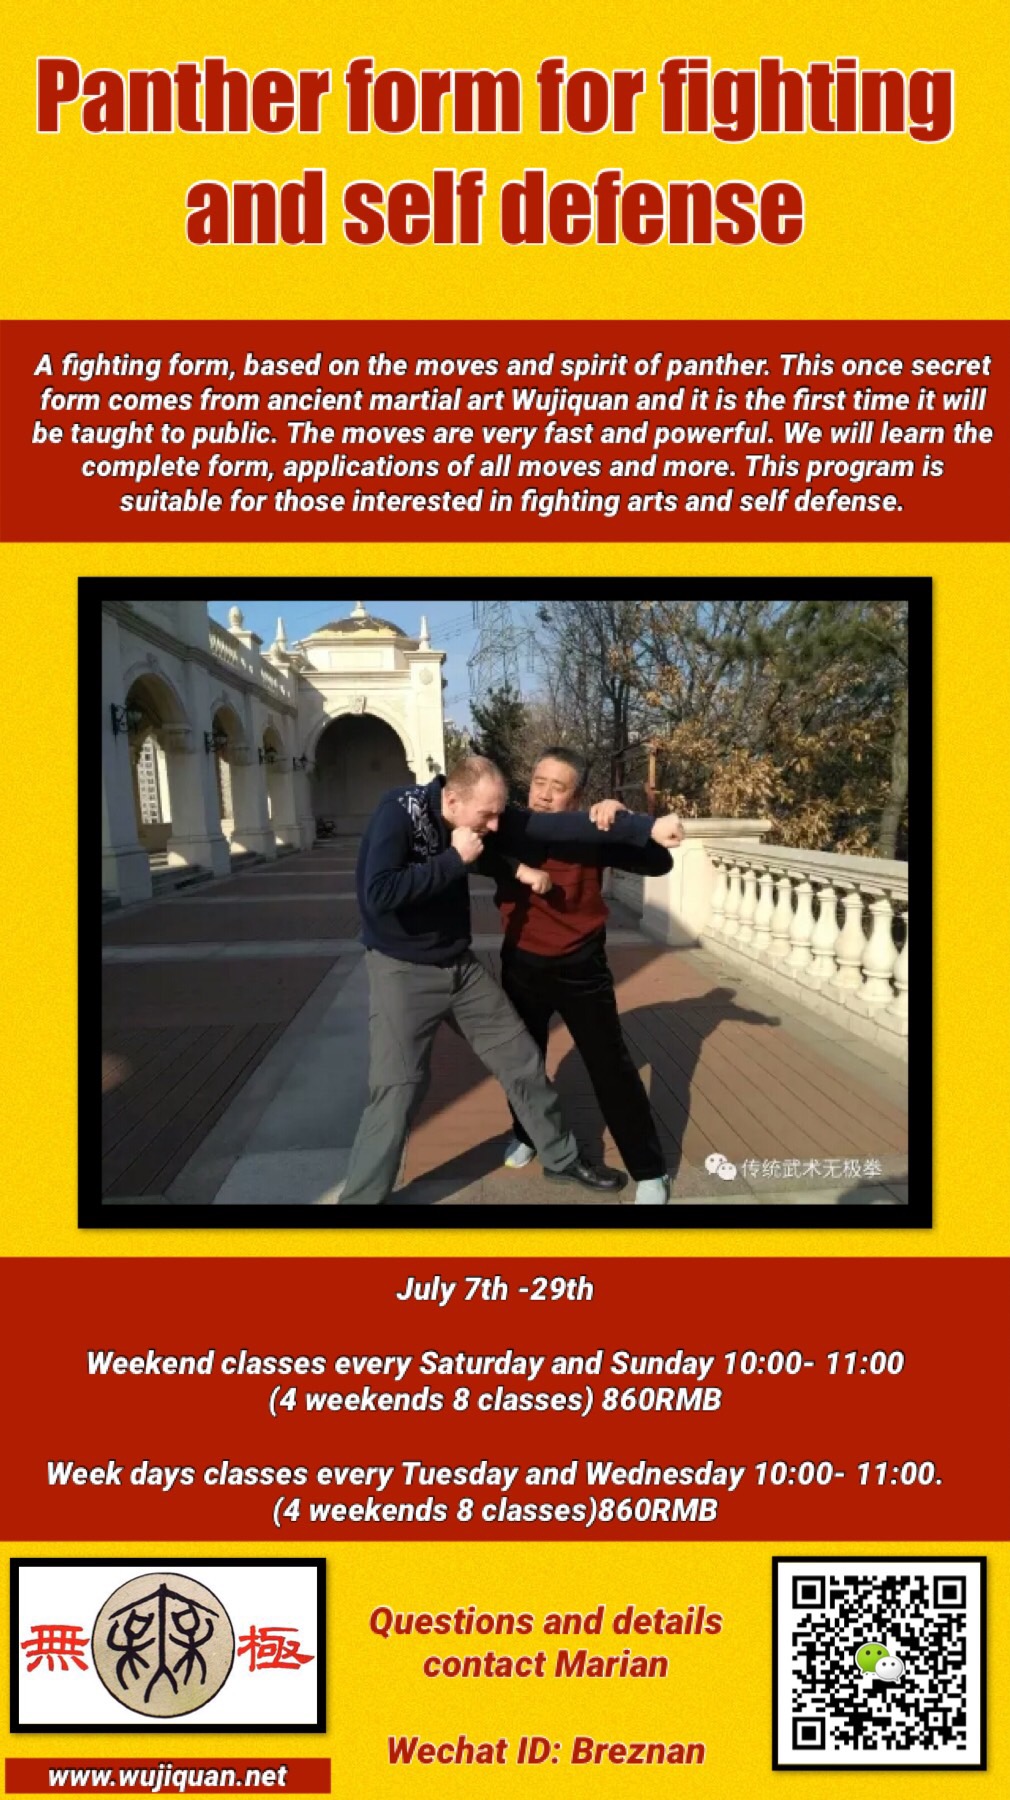 Panther form for fighting
and self defense
A fighting form, based on the moves and spirit of panther. This once secret
form comes from ancient martial art Wujiquan and it is the first time it will
be taught to public. The moves are very fast and powerful. We will learn the
complete form, applications of all moves and more. This program is
suitable for those interested in fighting arts and self defense.
传统武术无极拳
July 7th -29th
Weekend classes every Saturday and Sunday 10:00- 11:00
(4 weekends 8 classes) 860RMB
Week days classes every Tuesday and Wednesday 10:00- 11:00.
(4 weekends 8 classes)860RMB
無 極
www.wujiquan.net
Questions and details
contact Marian
Wechat ID: Breznan